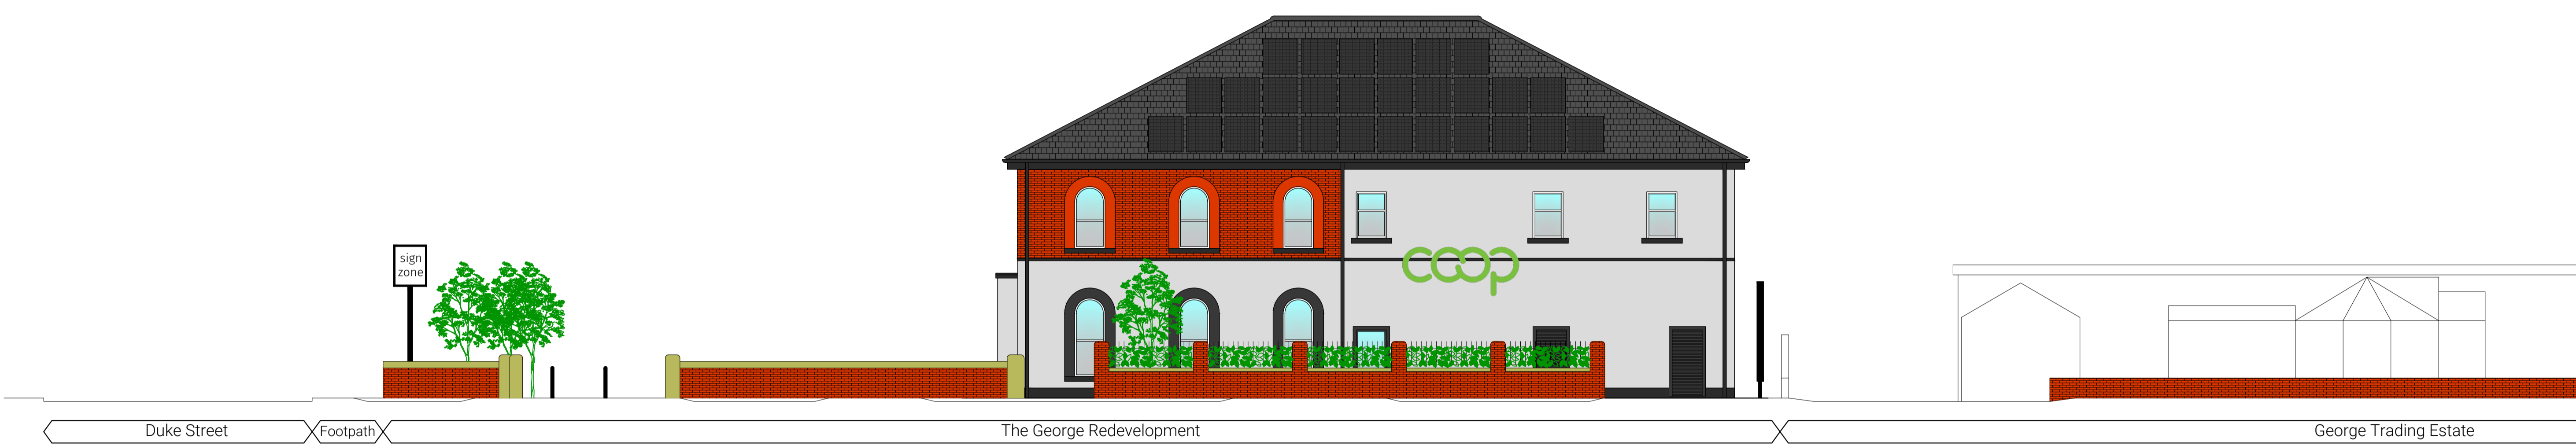 sign
zone
coop
Duke Street
Footpath
The George Redevelopment
George Trading Estate